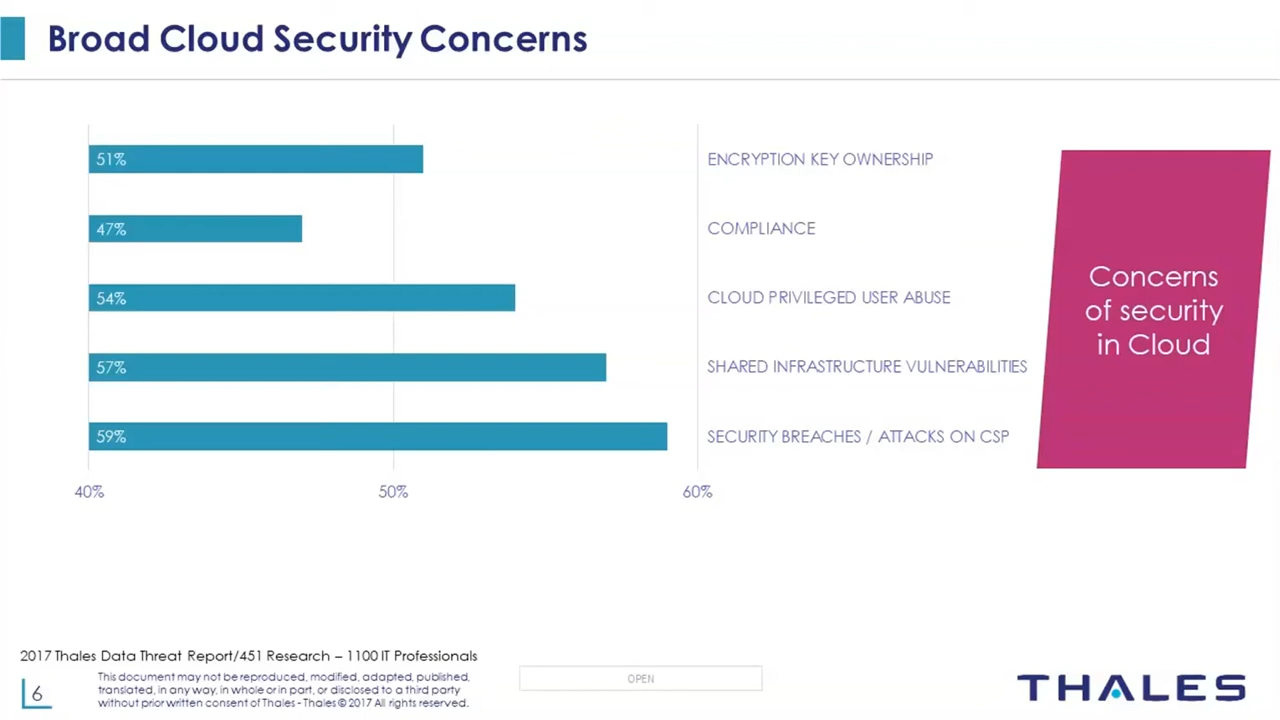 Broad Cloud Security Concerns
51%
ENCRYPTION KEY OWNERSHIP
47%
COMPLIANCE
54%
CLOUD PRIVILEGED USER ABUSE
57%
SHARED INFRASTRUCTURE VULNERABILITIES
59%
SECURITY BREACHES / ATTACKS ON CSP
40%
50%
60%
Concerns
of security
in Cloud
2017 Thales Data Threat Report/451 Research – 1100 IT Professionals
6
This document may not be reproduced, modified, adapted, published,
translated, in any way, in whole or in part, or disclosed to a third party
without prior written consent of Thales - Thales © 2017 All rights reserved.
OPEN
THALES